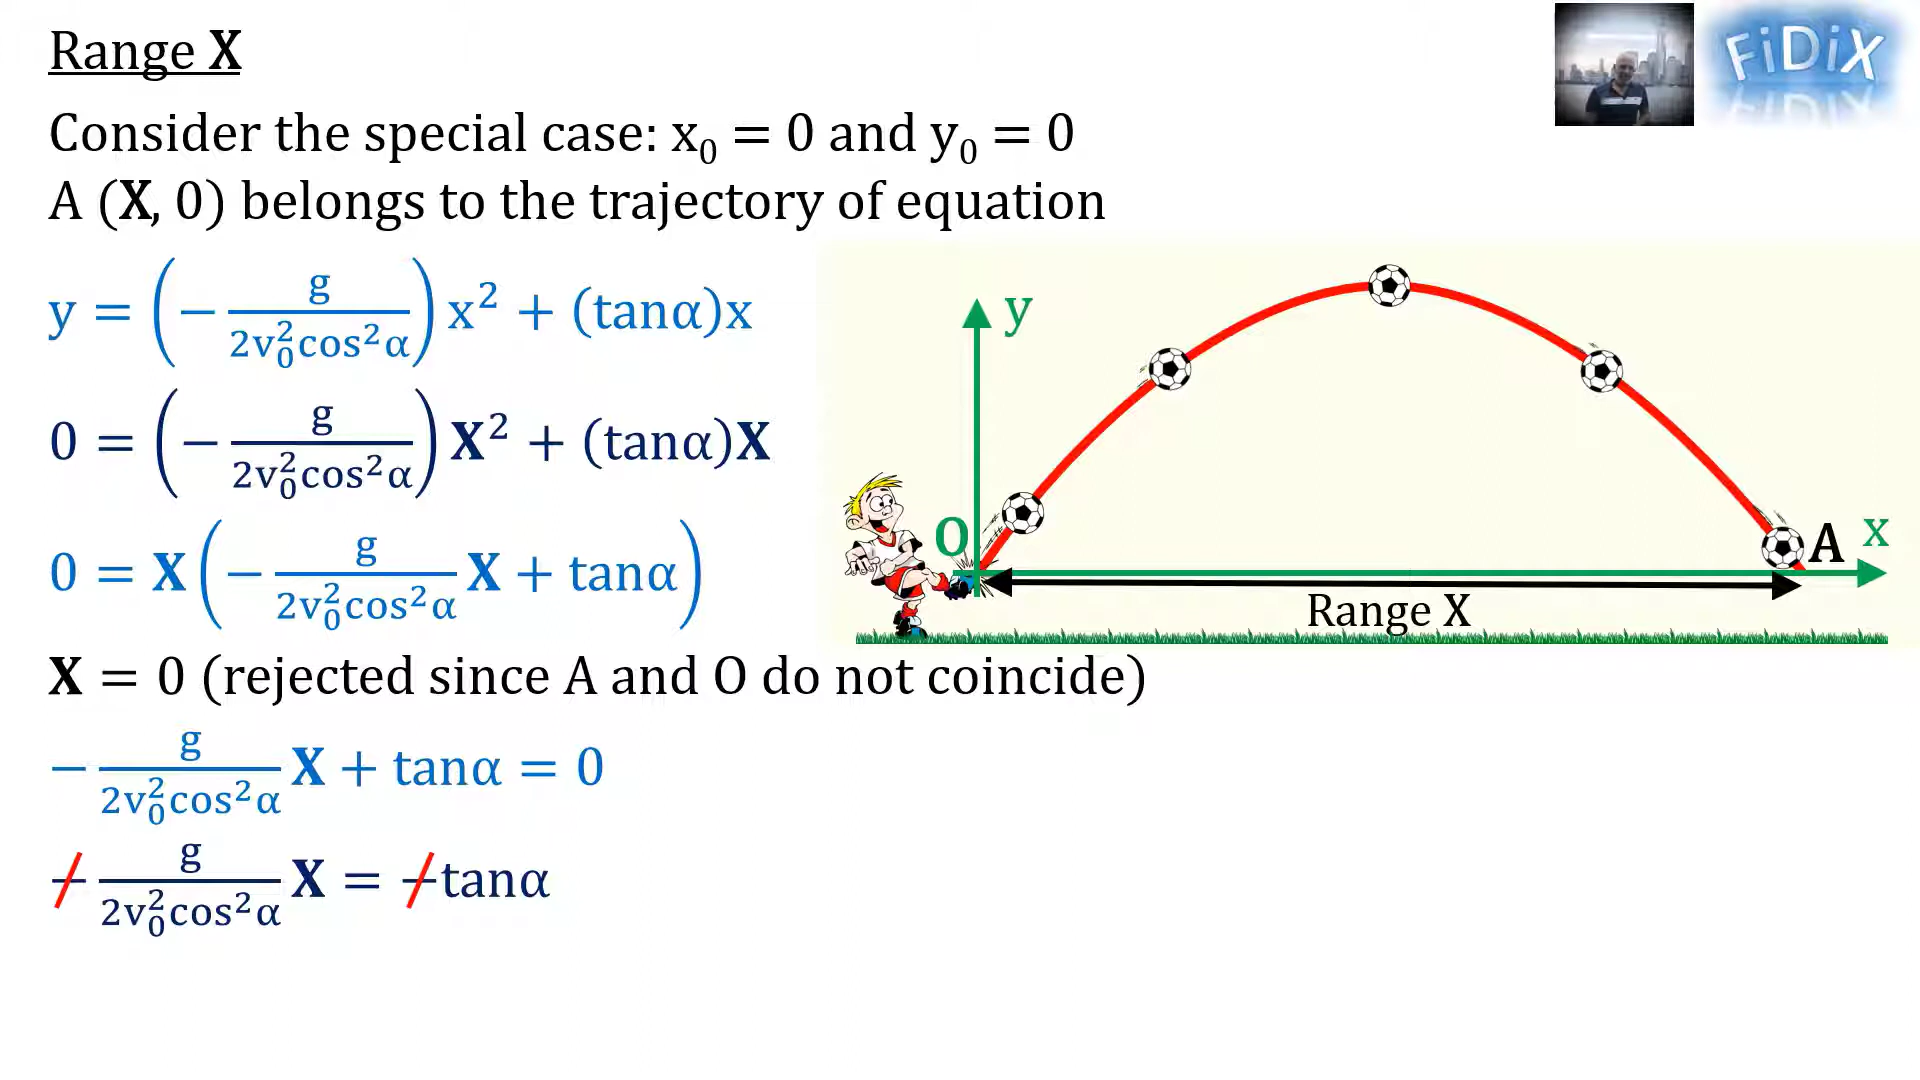 Range X
FiDiX
Consider the special case: x₀ = 0 and y₀ = 0
A (X, 0) belongs to the trajectory of equation
y = (−g/(2v₀²cos²α))x² + (tanα)x
0 = (−g/(2v₀²cos²α))X² + (tanα)X
0 = X(−g/(2v₀²cos²α) X + tanα)
y
O
A
x
Range X
X = 0 (rejected since A and O do not coincide)
−g/(2v₀²cos²α) X + tanα = 0
−g/(2v₀²cos²α) X = −tanα